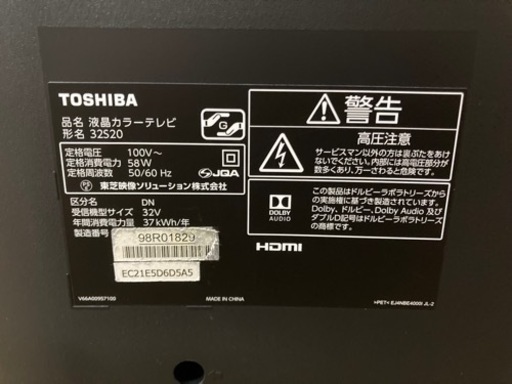 TOSHIBA
品名 液晶カラーテレビ
形名 32S20
定格電圧 100V～
定格消費電力 58W
定格周波数 50/60 Hz
JQA
東芝映像ソリューション株式会社
区分名 DN
受信機型サイズ 32V
年間消費電力量 37kWh/年
製造番号 98R01829
EC21E5D6D5A5
V66A00957100
MADE IN CHINA
警告
高圧注意
サービスマン以外の方は裏ぶたをあけ
ないでください。内部には高電圧部分が
数多くあり、万一さわると危険です。
DOLBY
AUDIO
この製品はドルビーラボラトリーズから
の実施権に基づき製造されています。
Dolby、ドルビー、Dolby Audio 及び
ダブルD記号はドルビーラボラトリーズ
の商標です。
HDMI
>PET< EJ4NBE4000I JL-2